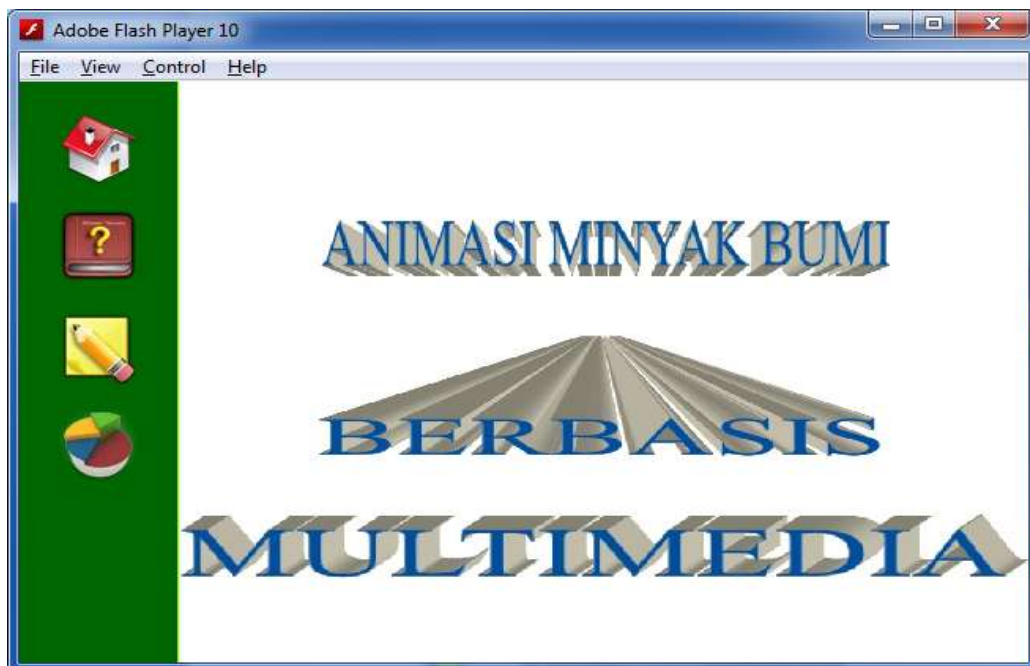 Adobe Flash Player 10
File View Control Help
ANIMASI MINYAK BUMI
BERBASIS
MULTIMEDIA